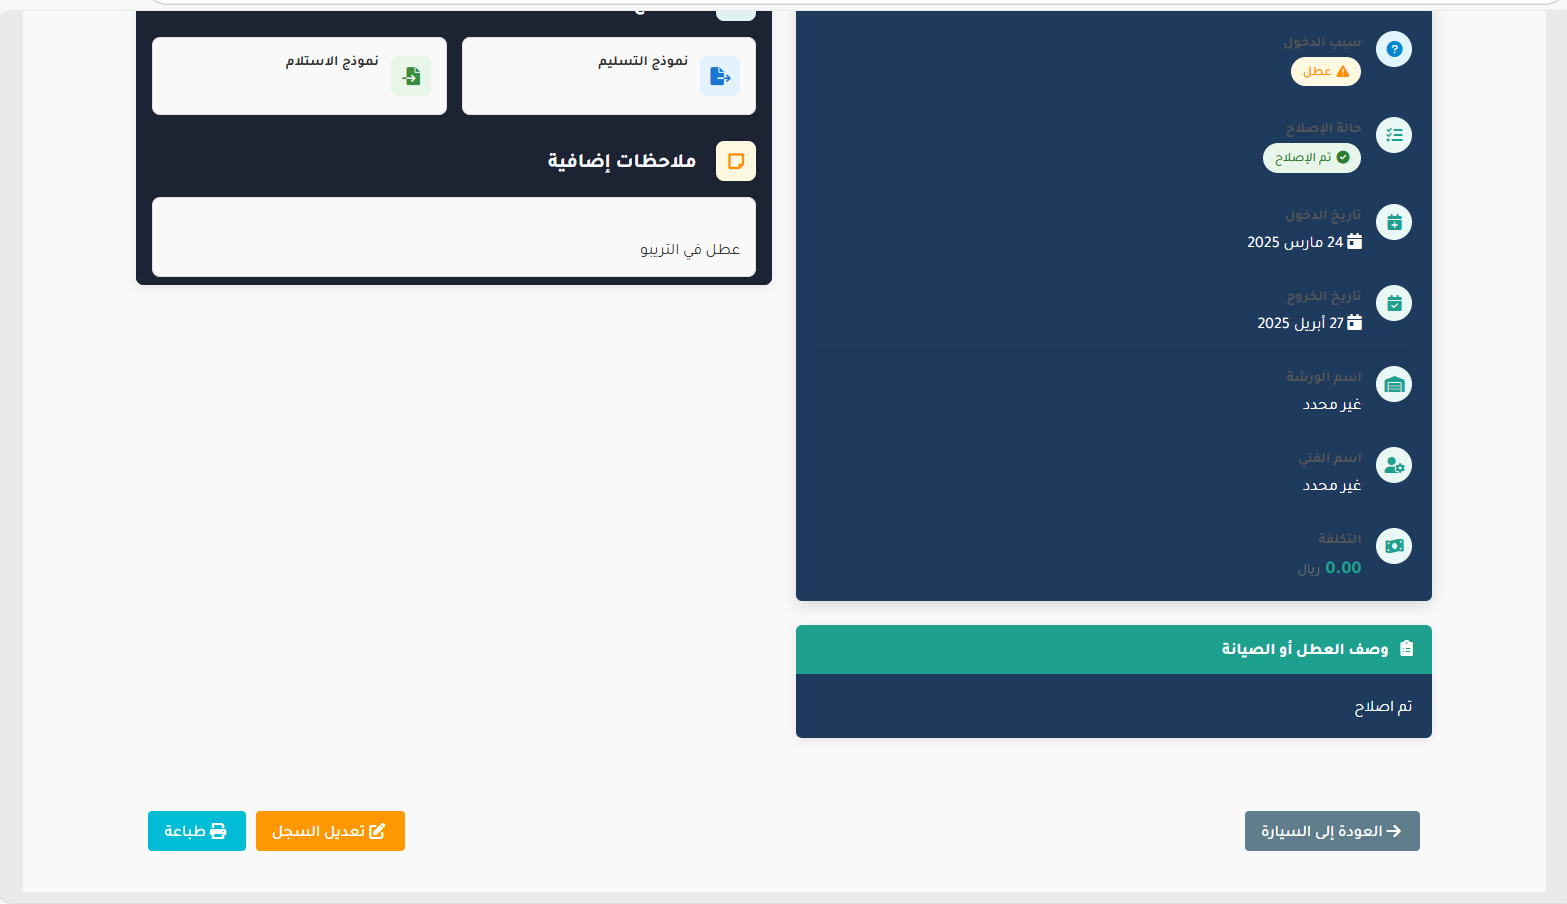 سبب الدخول
عطل
حالة الإصلاح
تم الإصلاح
تاريخ الدخول
24 مارس 2025
تاريخ الخروج
27 أبريل 2025
اسم الورشة
غير محدد
اسم الفني
غير محدد
التكلفة
0.00 ريال
وصف العطل أو الصيانة
تم اصلاح
نموذج التسليم
نموذج الاستلام
ملاحظات إضافية
عطل في التريبو
العودة إلى السيارة
تعديل السجل
طباعة